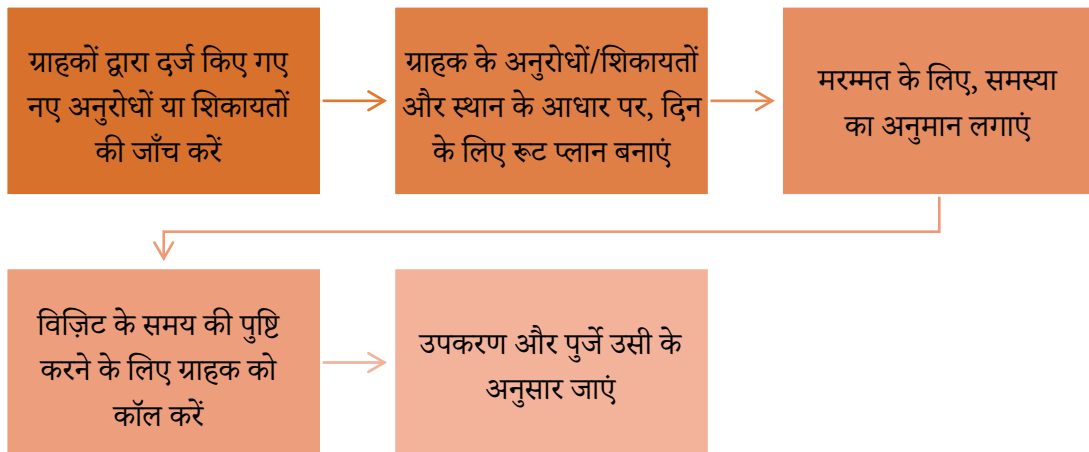 ग्राहकों द्वारा दर्ज किए गए
नए अनुरोधों या शिकायतों
की जाँच करें
ग्राहक के अनुरोधों/शिकायतों
और स्थान के आधार पर, दिन
के लिए रूट प्लान बनाएं
मरम्मत के लिए, समस्या
का अनुमान लगाएं
विज़िट के समय की पुष्टि
करने के लिए ग्राहक को
कॉल करें
उपकरण और पुर्जे उसी के
अनुसार जाएं